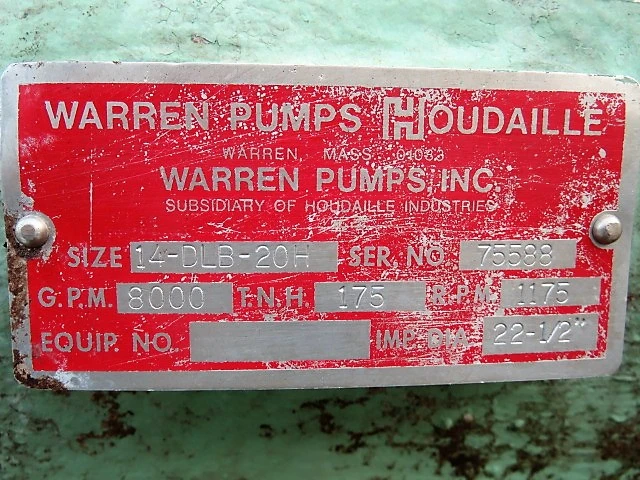 WARREN PUMPS HOUDAILLE
WARREN, MASS. 01083
WARREN PUMPS, INC.
SUBSIDIARY OF HOUDAILLE INDUSTRIES
SIZE 14-DLB-20H SER. NO. 75588
G.P.M. 8000 T.N.H. 175 R.P.M. 1175
EQUIP. NO. IMP. DIA. 22-1/2"